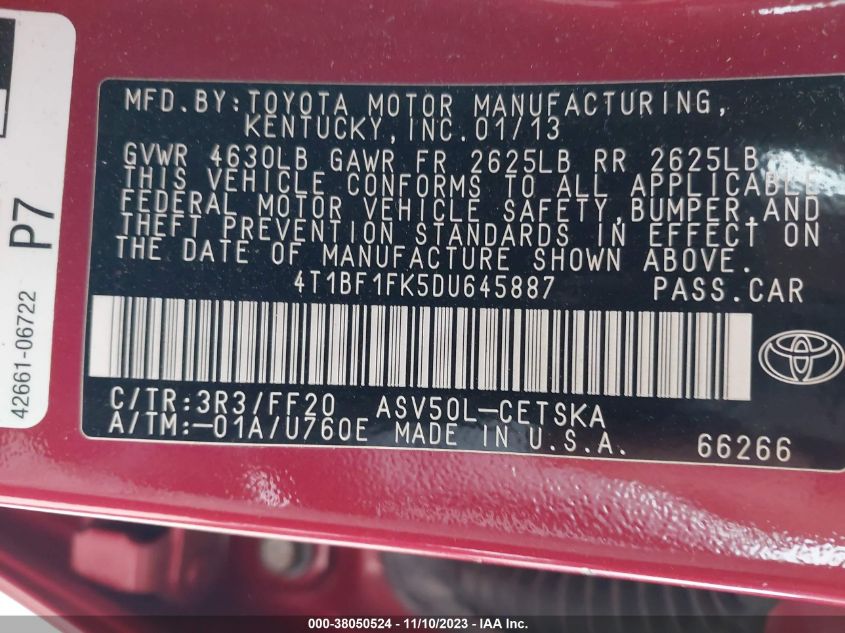 MFD.BY:TOYOTA MOTOR MANUFACTURING,
KENTUCKY,INC.01/13
GVWR 4630LB GAWR FR 2625LB RR 2625LB
THIS VEHICLE CONFORMS TO ALL APPLICABLE
FEDERAL MOTOR VEHICLE SAFETY,BUMPER,AND
THEFT PREVENTION STANDARDS IN EFFECT ON
THE DATE OF MANUFACTURE SHOWN ABOVE.
4T1BF1FK5DU645887 PASS.CAR
C/TR:3R3/FF20 ASV50L-CETSKA
A/TM:-01A/U760E MADE IN U.S.A.
66266
P7
42661-06722
000-38050524 - 11/10/2023 - IAA Inc.